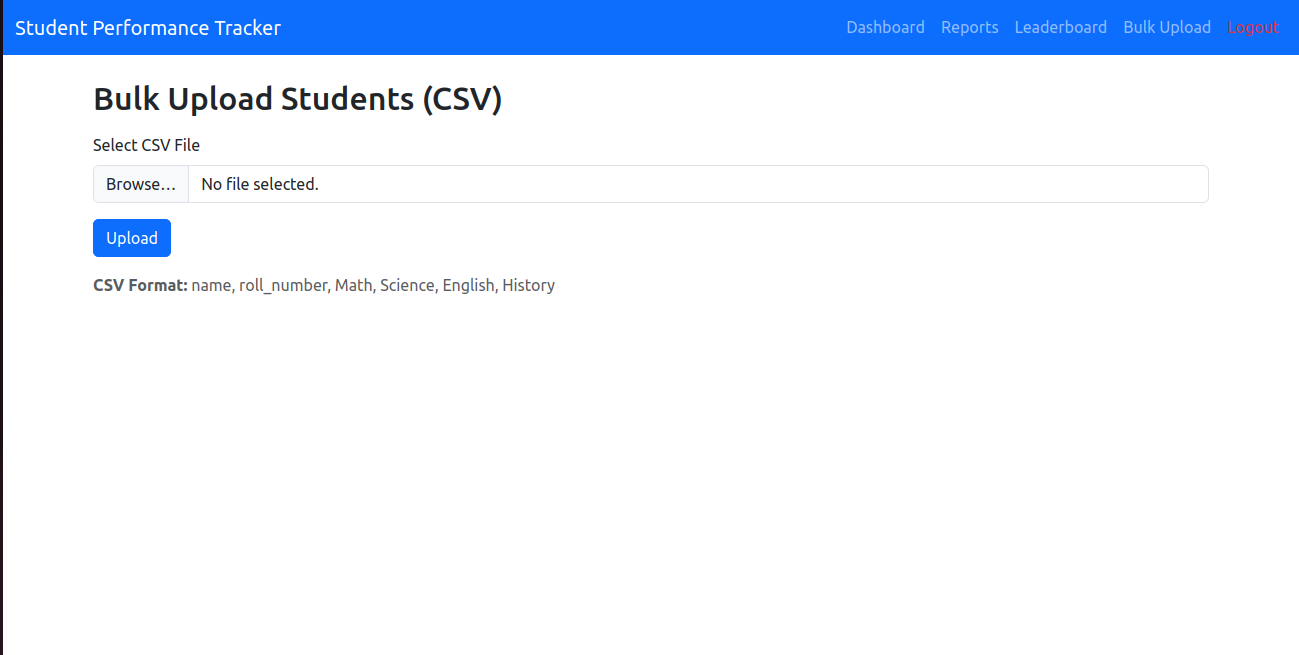 Student Performance Tracker Dashboard Reports Leaderboard Bulk Upload Logout
Bulk Upload Students (CSV)
Select CSV File
Browse... No file selected.
Upload
CSV Format: name, roll_number, Math, Science, English, History